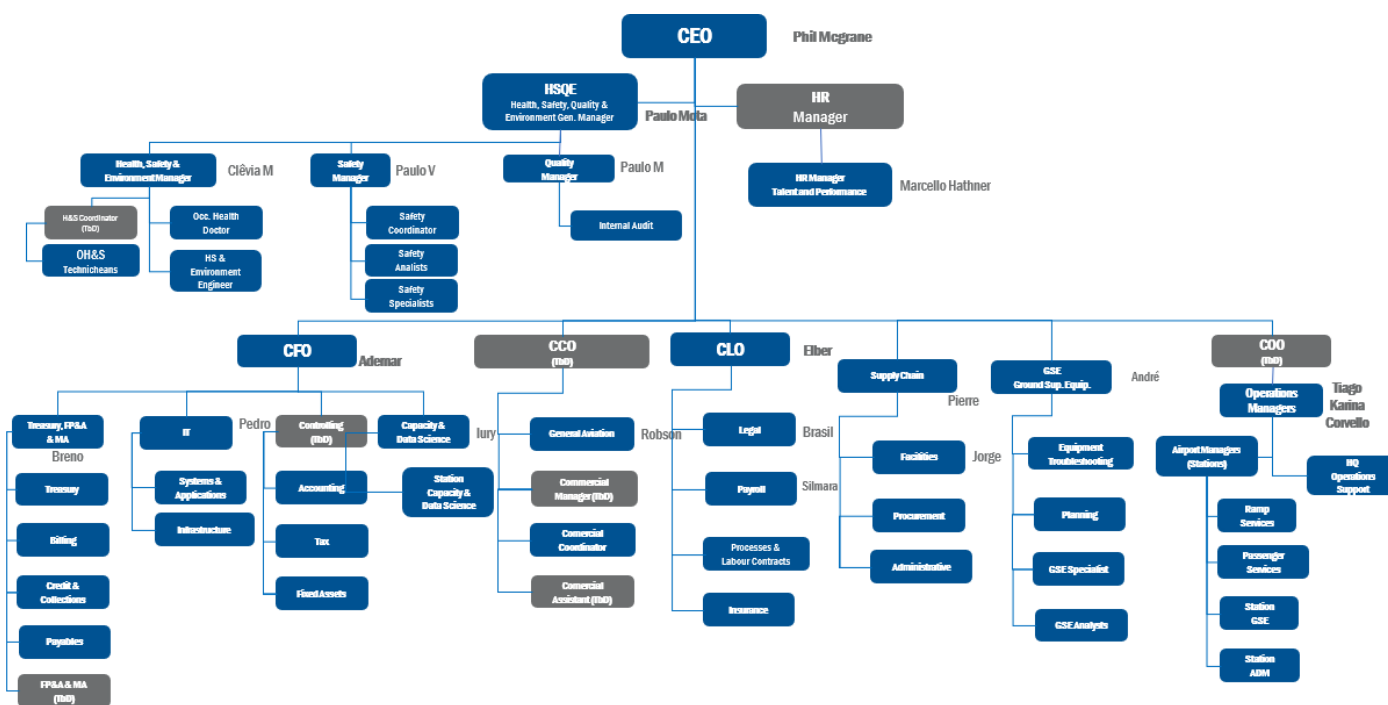 CEO
Phil Mcgrane
HSQE
Health, Safety, Quality &
Environment Gen. Manager
Paulo Mota
HR
Manager
Health, Safety &
Environment Manager
Clêvia M
Safety
Manager
Paulo V
Quality
Manager
Paulo M
HR Manager
Talent and Performance
Marcello Hathner
H&S Coordinator
(TbD)
Occ. Health
Doctor
Safety
Coordinator
Internal Audit
OH&S
Technicheans
HS &
Environment
Engineer
Safety
Analists
Safety
Specialists
CFO
Ademar
CCO
(TbD)
CLO
Elber
Supply Chain
Pierre
GSE
Ground Sup. Equip.
André
COO
(TbD)
Operations
Managers
Tiago
Karina
Corvello
Treasury, FP&A
& MA
Breno
IT
Pedro
Controlling
(TbD)
Capacity &
Data Science
Iury
General Aviation
Robson
Legal
Brasil
Facilities
Jorge
Equipment
Troubleshooting
Airport Managers
(Stations)
HQ
Operations
Support
Treasury
Systems &
Applications
Accounting
Station
Capacity &
Data Science
Commercial
Manager (TbD)
Payroll
Silmara
Procurement
Planning
Ramp
Services
Billing
Infrastructure
Tax
Comercial
Coordinator
Processes &
Labour Contracts
Administrative
GSE Specialist
Passenger
Services
Credit &
Collections
Fixed Assets
Comercial
Assistant (TbD)
Insurance
GSE Analysts
Station
GSE
Payables
Station
ADM
FP&A & MA
(TbD)